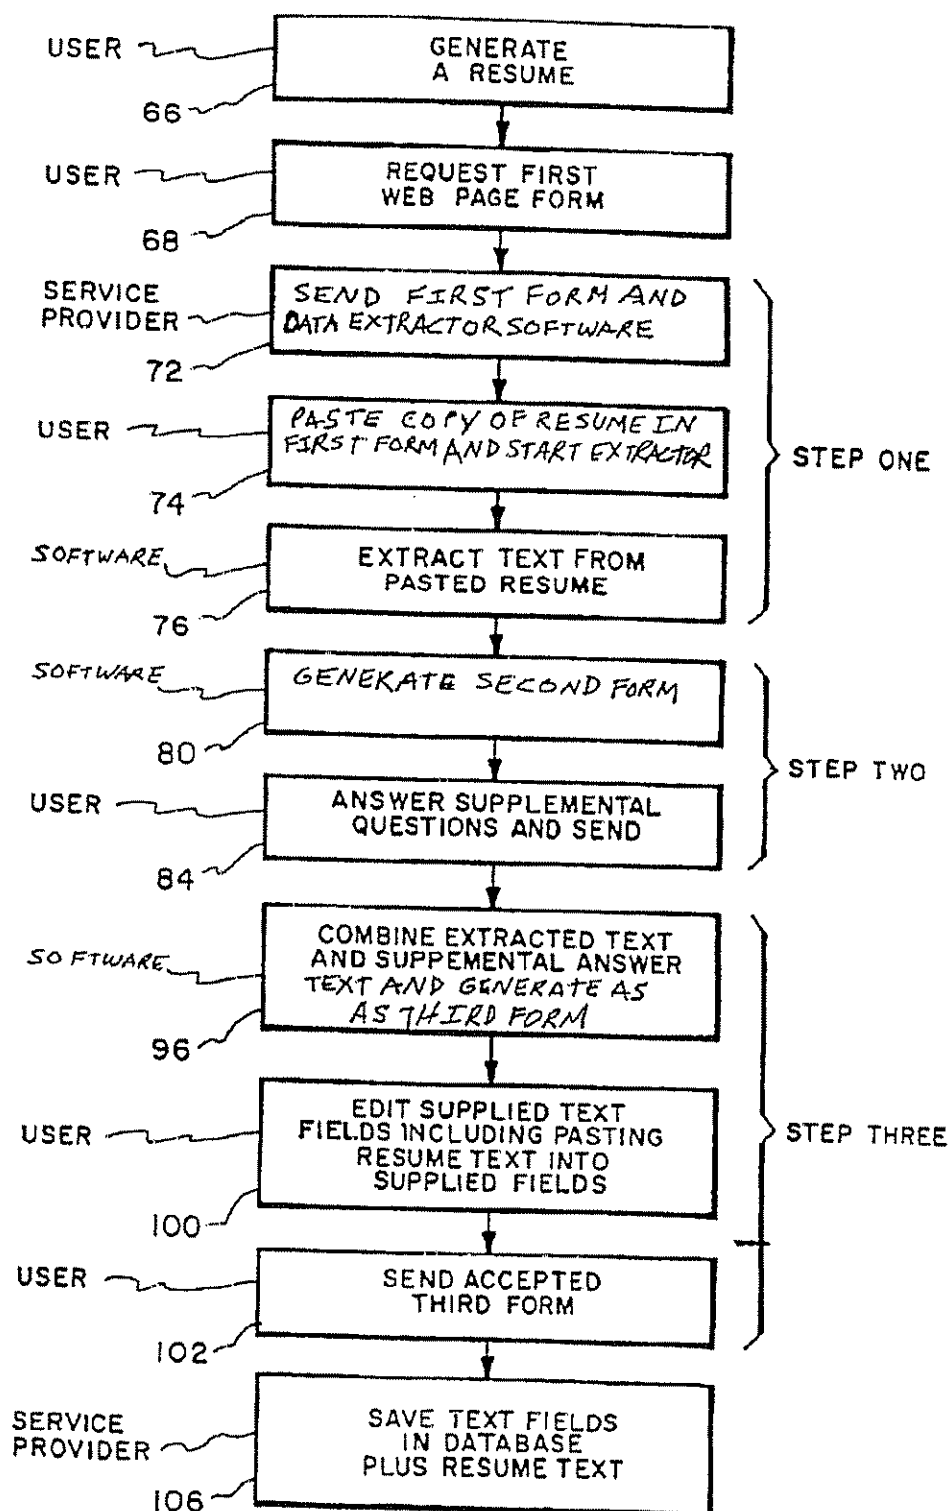 USER
GENERATE
A RESUME
66
USER
REQUEST FIRST
WEB PAGE FORM
68
SERVICE
PROVIDER
SEND FIRST FORM AND
DATA EXTRACTOR SOFTWARE
72
USER
PASTE COPY OF RESUME IN
FIRST FORM AND START EXTRACTOR
74
STEP ONE
SOFTWARE
EXTRACT TEXT FROM
PASTED RESUME
76
SOFTWARE
GENERATE SECOND FORM
80
STEP TWO
USER
ANSWER SUPPLEMENTAL
QUESTIONS AND SEND
84
SOFTWARE
COMBINE EXTRACTED TEXT
AND SUPPEMENTAL ANSWER
TEXT AND GENERATE AS
AS THIRD FORM
96
USER
EDIT SUPPLIED TEXT
FIELDS INCLUDING PASTING
RESUME TEXT INTO
SUPPLIED FIELDS
100
STEP THREE
USER
SEND ACCEPTED
THIRD FORM
102
SERVICE
PROVIDER
SAVE TEXT FIELDS
IN DATABASE
PLUS RESUME TEXT
106